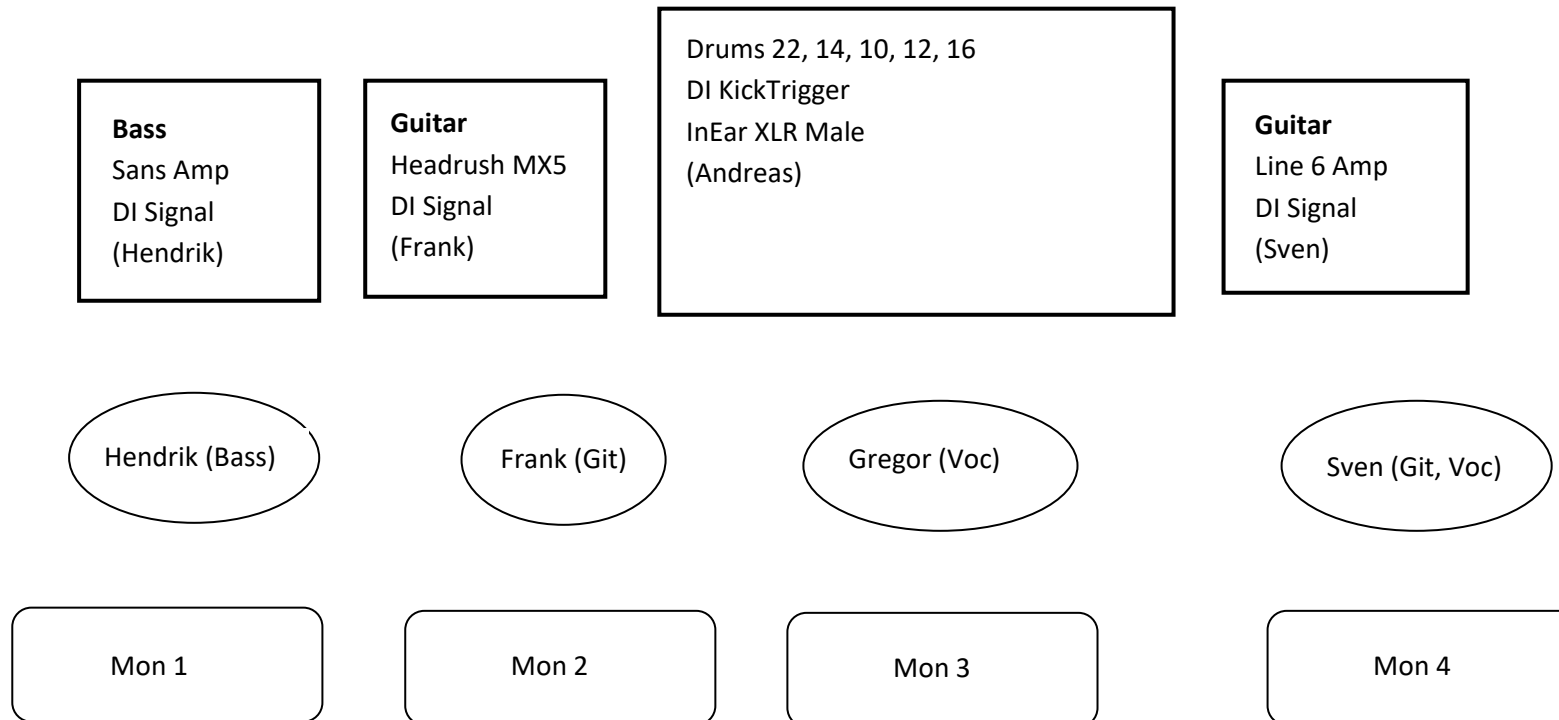 Bass
Sans Amp
DI Signal
(Hendrik)
Guitar
Headrush MX5
DI Signal
(Frank)
Drums 22, 14, 10, 12, 16
DI KickTrigger
InEar XLR Male
(Andreas)
Guitar
Line 6 Amp
DI Signal
(Sven)
Hendrik (Bass)
Frank (Git)
Gregor (Voc)
Sven (Git, Voc)
Mon 1
Mon 2
Mon 3
Mon 4